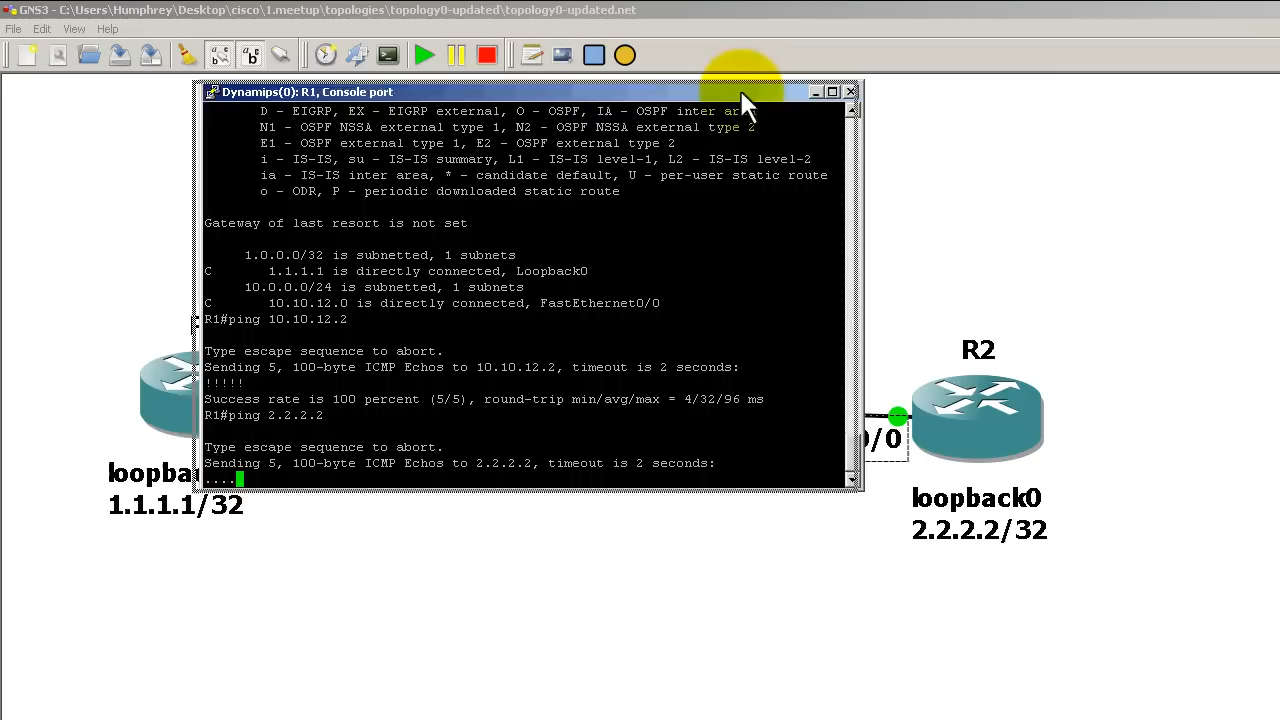 GNS3 - C:\Users\Humphrey\Desktop\cisco\1.meetup\topologies\topology0-updated\topology0-updated.net
File Edit View Help
Dynamips(0): R1, Console port
D - EIGRP, EX - EIGRP external, O - OSPF, IA - OSPF inter
N1 - OSPF NSSA external type 1, N2 - OSPF NSSA external type 2
E1 - OSPF external type 1, E2 - OSPF external type 2
i - IS-IS, su - IS-IS summary, L1 - IS-IS level-1, L2 - IS-IS level-2
ia - IS-IS inter area, * - candidate default, U - per-user static route
o - ODR, P - periodic downloaded static route
Gateway of last resort is not set
1.0.0.0/32 is subnetted, 1 subnets
C 1.1.1.1 is directly connected, Loopback0
10.0.0.0/24 is subnetted, 1 subnets
C 10.10.12.0 is directly connected, FastEthernet0/0
R1#ping 10.10.12.2
Type escape sequence to abort.
Sending 5, 100-byte ICMP Echos to 10.10.12.2, timeout is 2 seconds:
!!!!!
Success rate is 100 percent (5/5), round-trip min/avg/max = 4/32/96 ms
R1#ping 2.2.2.2
Type escape sequence to abort.
Sending 5, 100-byte ICMP Echos to 2.2.2.2, timeout is 2 seconds:
....
R2
/0
loopba
1.1.1.1/32
loopback0
2.2.2.2/32